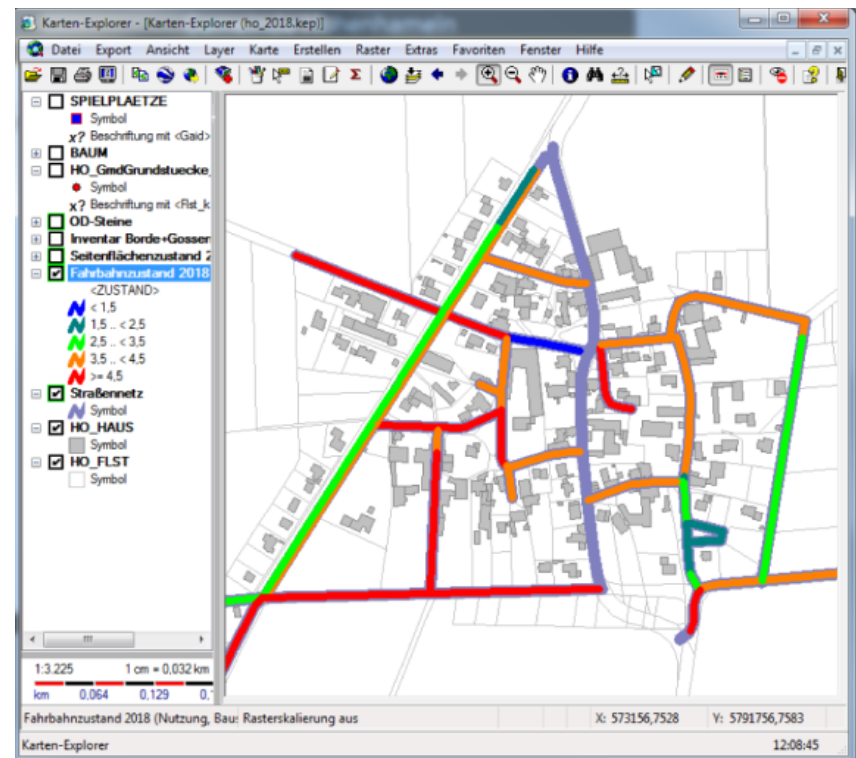 Karten-Explorer - [Karten-Explorer (ho_2018.kep)]
Datei Export Ansicht Layer Karte Erstellen Raster Extras Favoriten Fenster Hilfe
SPIELPLAETZE
Symbol
x? Beschriftung mit <Gaid>
BAUM
HO_GmdGrundstuecke_
Symbol
x? Beschriftung mit <Flst_k
OD-Steine
Inventar Borde+Gossen
Seitenflächenzustand 2
Fahrbahnzustand 2018
<ZUSTAND>
< 1,5
1,5 .. < 2,5
2,5 .. < 3,5
3,5 .. < 4,5
>= 4,5
Straßennetz
Symbol
HO_HAUS
Symbol
HO_FLST
Symbol
1:3.225 1 cm = 0,032 km
km 0,064 0,129 0,
Fahrbahnzustand 2018 (Nutzung, Bau: Rasterskalierung aus X: 573156,7528 Y: 5791756,7583
Karten-Explorer 12:08:45